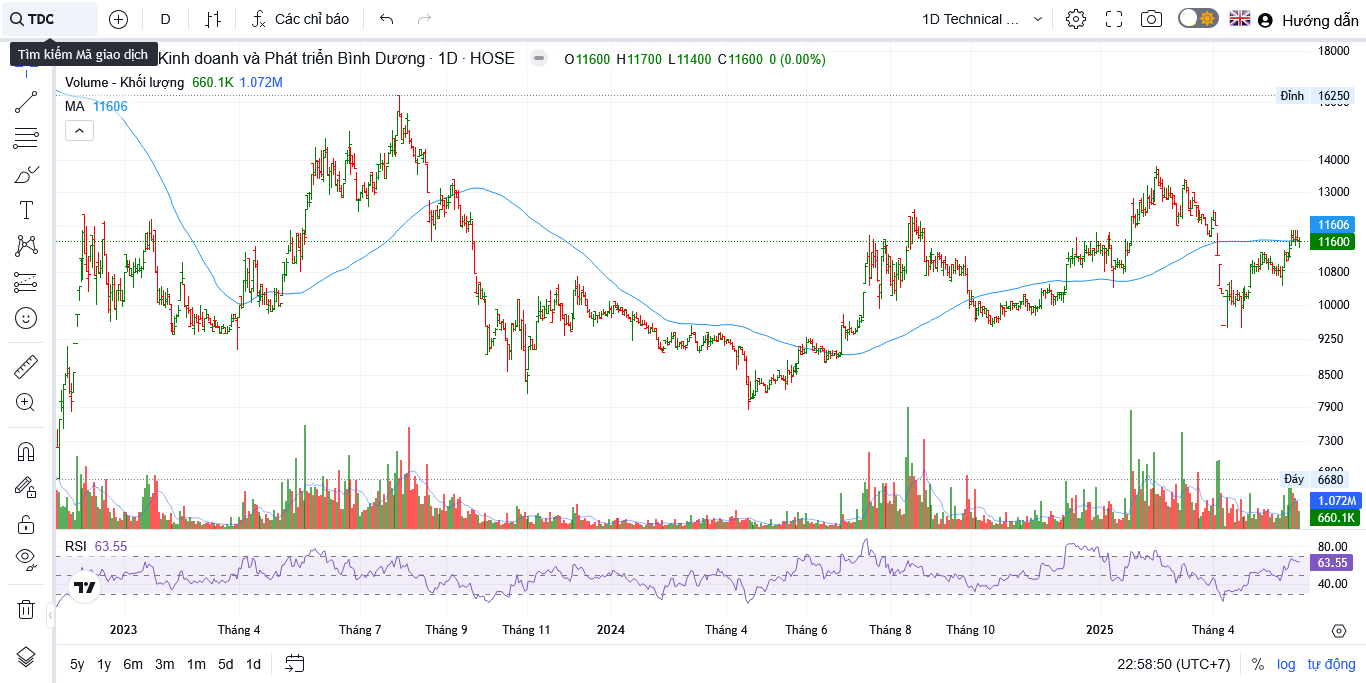 TDC
D
Các chỉ báo
1D Technical ...
Hướng dẫn
Tìm kiếm Mã giao dịch
Kinh doanh và Phát triển Bình Dương · 1D · HOSE
O11600 H11700 L11400 C11600 0 (0.00%)
Volume - Khối lượng 660.1K 1.072M
MA 11606
18000
Đỉnh 16250
14000
13000
11606
11600
10800
10000
9250
8500
7900
7300
6800
Đáy 6680
1.072M
660.1K
RSI 63.55
80.00
63.55
40.00
2023 Tháng 4 Tháng 7 Tháng 9 Tháng 11 2024 Tháng 4 Tháng 6 Tháng 8 Tháng 10 2025 Tháng 4
5y 1y 6m 3m 1m 5d 1d
22:58:50 (UTC+7)
% log tự động